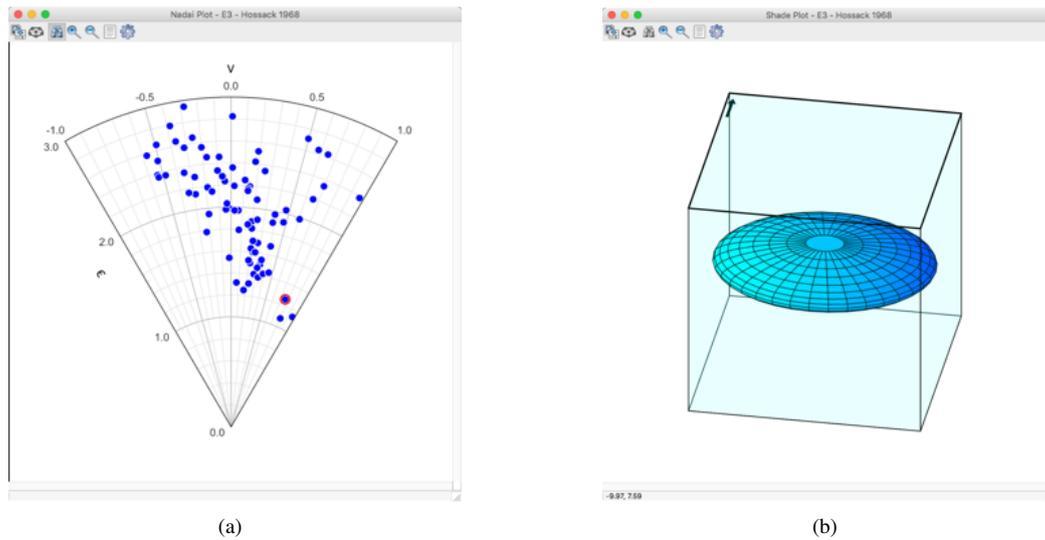 Nadai Plot - E3 - Hossack 1968
Shade Plot - E3 - Hossack 1968
V
0.0
-0.5
0.5
-1.0
1.0
3.0
2.0
ε
1.0
0.0
-9.97, 7.59
(a)
(b)